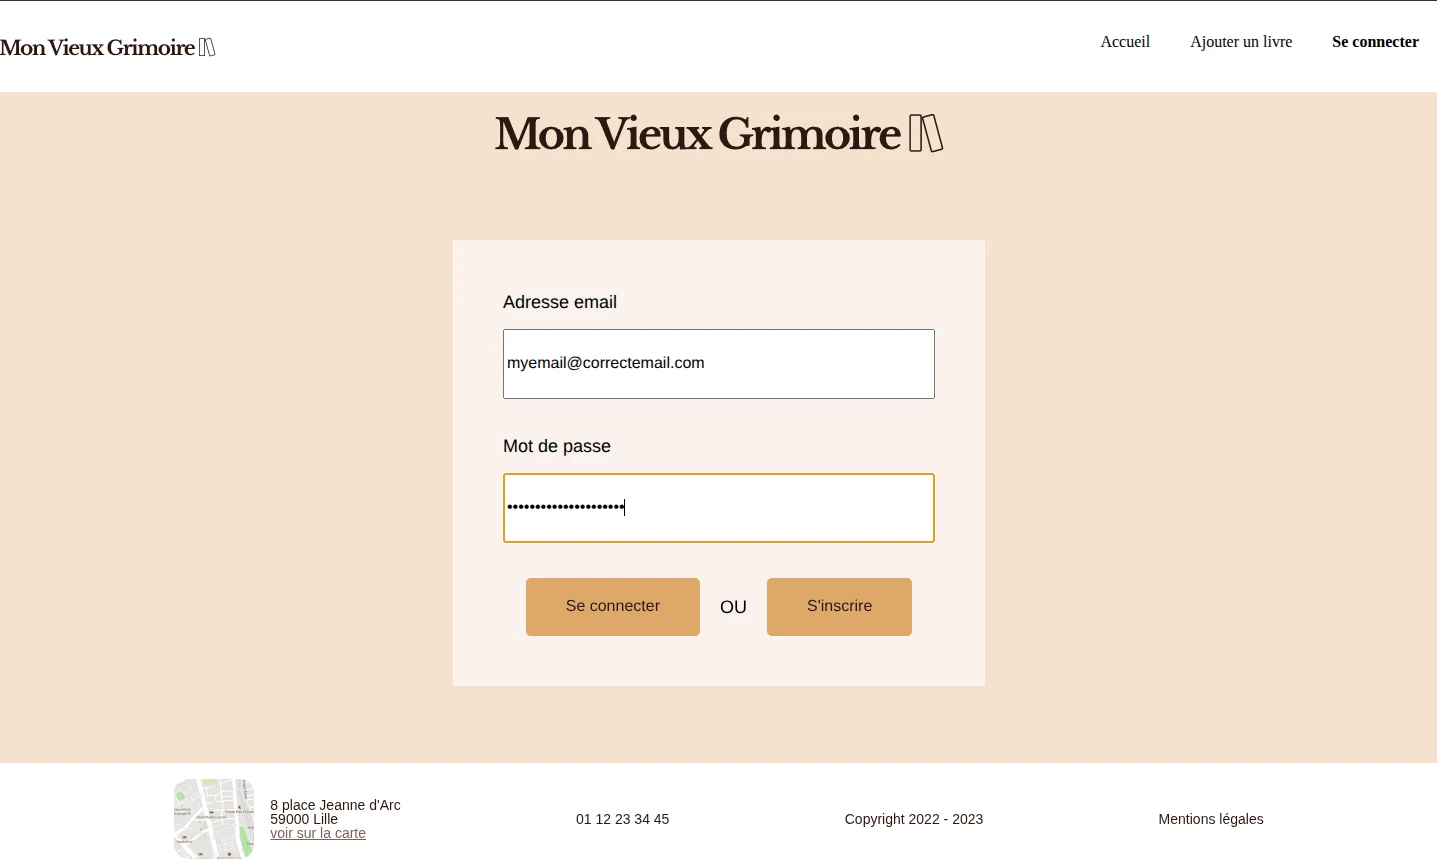 Mon Vieux Grimoire
Accueil
Ajouter un livre
Se connecter
Mon Vieux Grimoire
Adresse email
myemail@correctemail.com
Mot de passe
•••••••••••••••••••••
Se connecter
OU
S'inscrire
8 place Jeanne d'Arc
59000 Lille
voir sur la carte
01 12 23 34 45
Copyright 2022 - 2023
Mentions légales